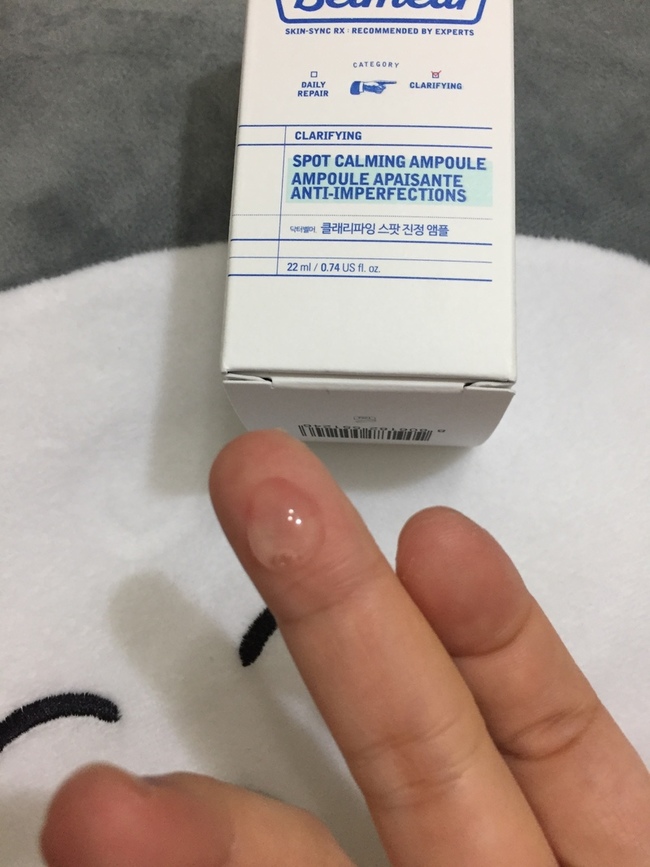 SKIN-SYNC RX RECOMMENDED BY EXPERTS
CATEGORY
DAILY
REPAIR
CLARIFYING
CLARIFYING
SPOT CALMING AMPOULE
AMPOULE APAISANTE
ANTI-IMPERFECTIONS
닥터벨머 클래리파잉 스팟 진정 앰플
22 ml / 0.74 US fl. oz.